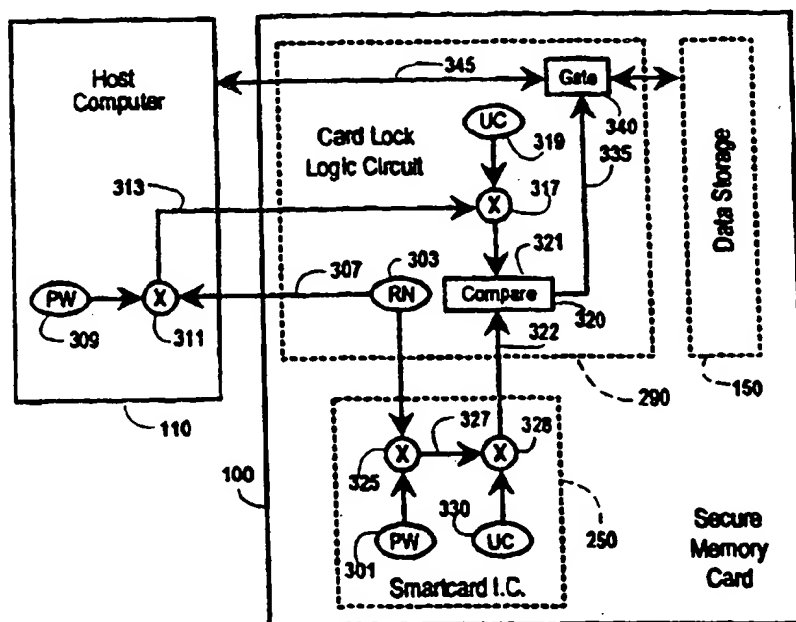 Host
Computer
345
Gate
340
335
UC
319
Card Lock
Logic Circuit
X
317
313
Data Storage
307
303
321
PW
X
RN
Compare
320
309
311
322
290
150
110
327
328
X
X
325
100
330
250
PW
UC
301
Smartcard I.C.
Secure
Memory
Card